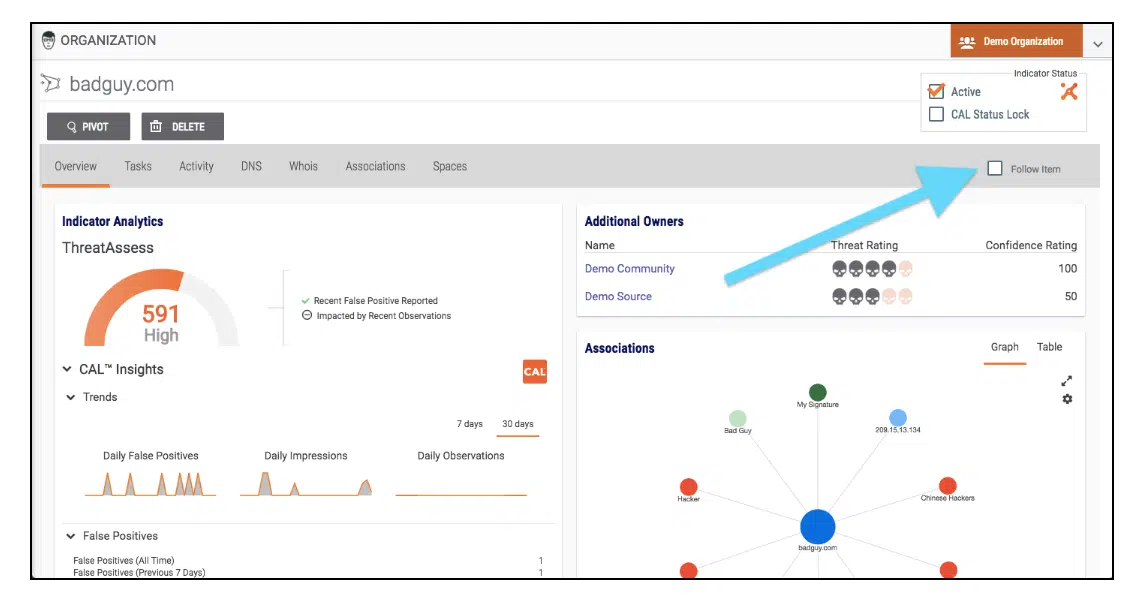 ORGANIZATION
Demo Organization
badguy.com
Indicator Status
Active
CAL Status Lock
PIVOT
DELETE
Overview Tasks Activity DNS Whois Associations Spaces
Follow Item
Indicator Analytics
ThreatAssess
591
High
Recent False Positive Reported
Impacted by Recent Observations
CAL™ Insights
CAL
Trends
7 days 30 days
Daily False Positives Daily Impressions Daily Observations
False Positives
False Positives (All Time) 1
False Positives (Previous 7 Days) 1
Additional Owners
Name Threat Rating Confidence Rating
Demo Community 100
Demo Source 50
Associations
Graph Table
My Signature
Bad Guy
209.15.13.134
Hacker
Chinese Hackers
badguy.com